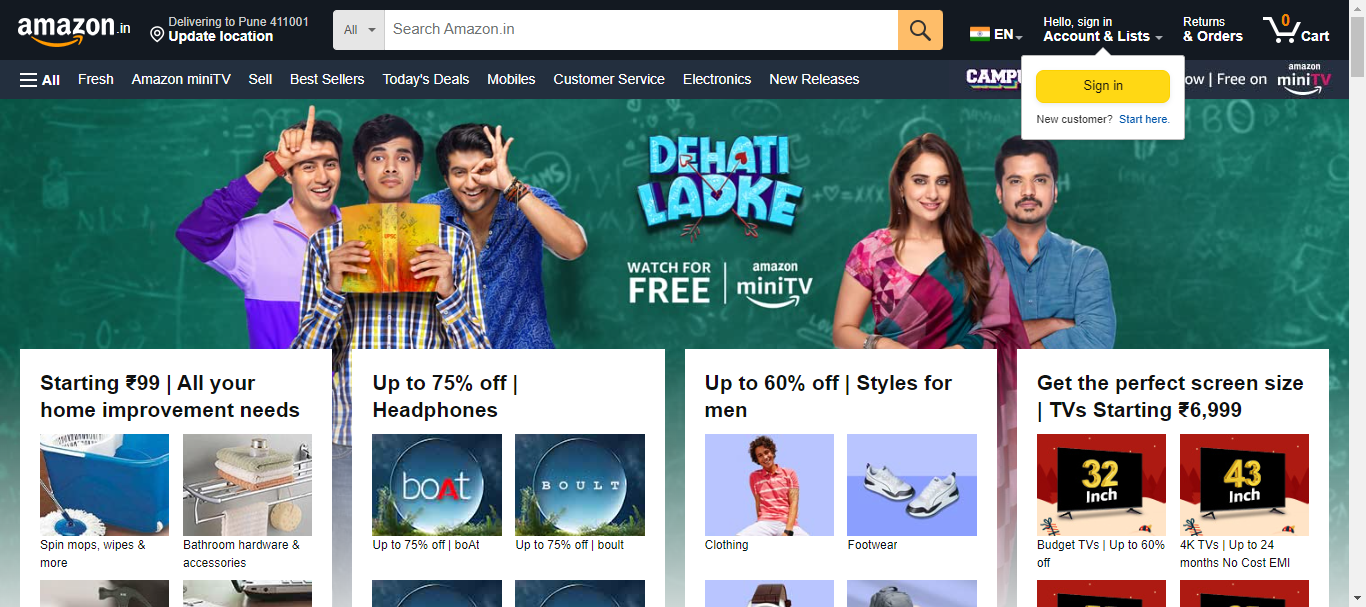 amazon.in
Delivering to Pune 411001
Update location
All
Search Amazon.in
EN
Hello, sign in
Account & Lists
Returns
& Orders
0
Cart
All
Fresh
Amazon miniTV
Sell
Best Sellers
Today's Deals
Mobiles
Customer Service
Electronics
New Releases
CAMPU
ow | Free on
amazon
miniTV
Sign in
New customer? Start here.
DEHATI
LADKE
WATCH FOR
FREE
amazon
miniTV
Starting ₹99 | All your
home improvement needs
Spin mops, wipes &
more
Bathroom hardware &
accessories
Up to 75% off |
Headphones
boAt
Up to 75% off | boAt
BOULT
Up to 75% off | boult
Up to 60% off | Styles for
men
Clothing
Footwear
Get the perfect screen size
| TVs Starting ₹6,999
32
Inch
Budget TVs | Up to 60%
off
43
Inch
4K TVs | Up to 24
months No Cost EMI